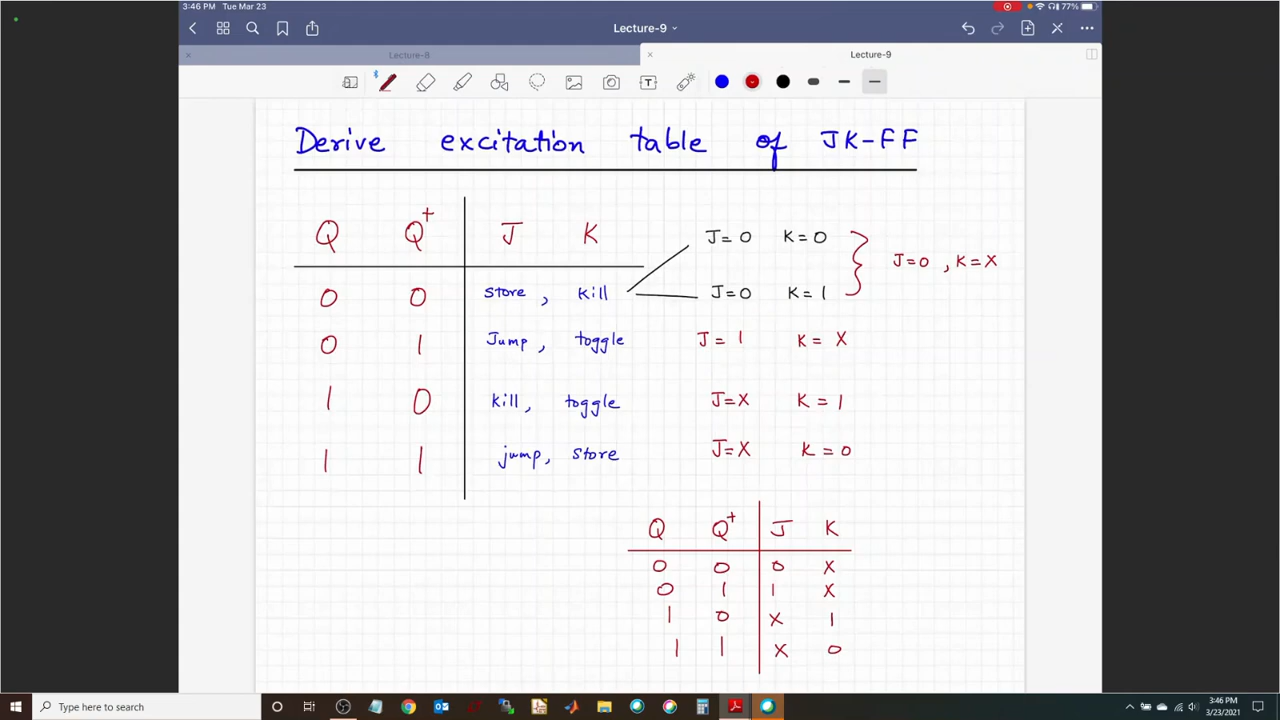 3:46 PM Tue Mar 23
77%
Lecture-9
Lecture-8
Lecture-9
T
Derive excitation table of JK-FF
Q Q+ J K
J=0 K=0
J=0, K=X
0 0 store, kill
J=0 K=1
0 1 Jump, toggle J=1 K=X
1 0 kill, toggle J=X K=1
1 1 jump, store J=X K=0
Q Q+ J K
0 0 0 X
0 1 1 X
1 0 X 1
1 1 X 0
Type here to search
3:46 PM
3/23/2021